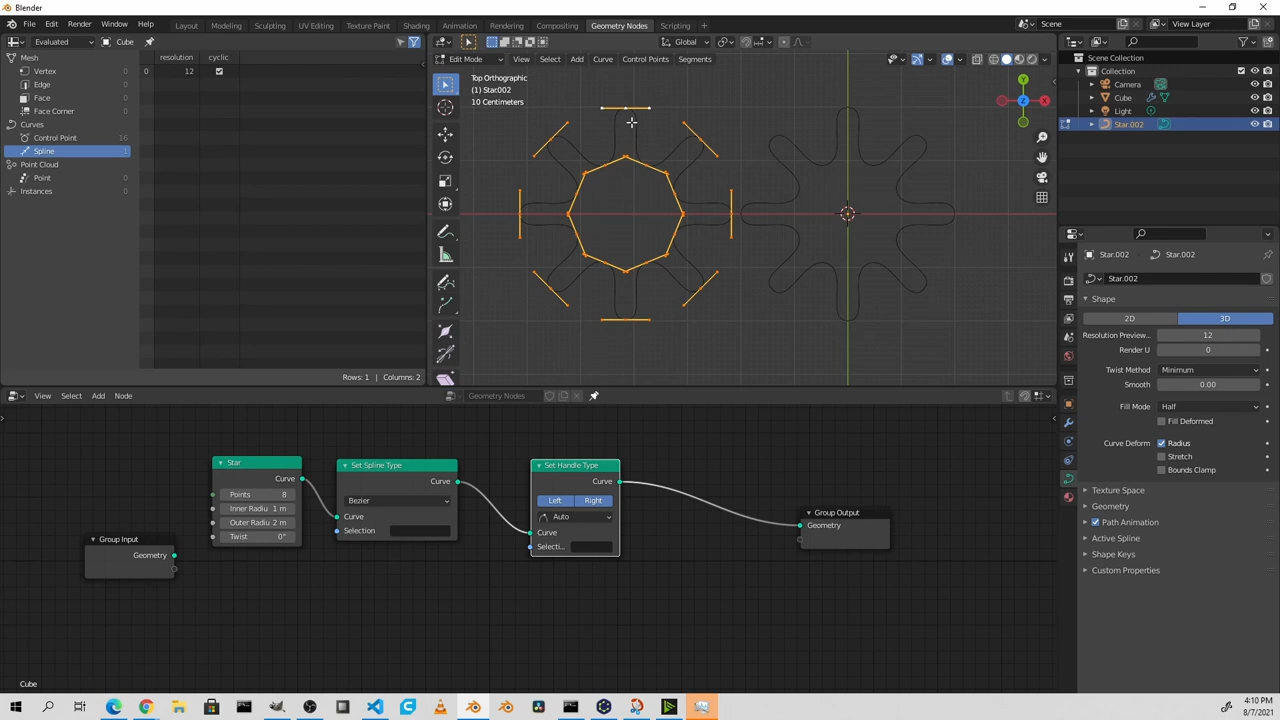 Blender
File Edit Render Window Help Layout Modeling Sculpting UV Editing Texture Paint Shading Animation Rendering Compositing Geometry Nodes Scripting + Scene View Layer
Evaluated Cube Global
Mesh resolution cyclic
Vertex 0
Edge 0
Face 0
Face Corner 0
Curves
Control Point 16
Spline 1
Point Cloud
Point 0
Instances 0
0 12
Rows: 1 | Columns: 2
Edit Mode View Select Add Curve Control Points Segments
Top Orthographic
(1) Star.002
10 Centimeters
Y
X
Z
Scene Collection
Collection
Camera
Cube
Light
Star.002
Star.002 Star.002
Star.002
Shape
2D 3D
Resolution Preview... 12
Render U 0
Twist Method Minimum
Smooth 0.00
Fill Mode Half
Fill Deformed
Curve Deform Radius
Stretch
Bounds Clamp
Texture Space
Geometry
Path Animation
Active Spline
Shape Keys
Custom Properties
View Select Add Node Geometry Nodes
Group Input
Geometry
Star
Curve
Points 8
Inner Radiu 1 m
Outer Radiu 2 m
Twist 0°
Set Spline Type
Curve
Bezier
Curve
Selection
Set Handle Type
Curve
Left Right
Auto
Curve
Selecti...
Group Output
Geometry
Cube
4:10 PM
8/7/2021